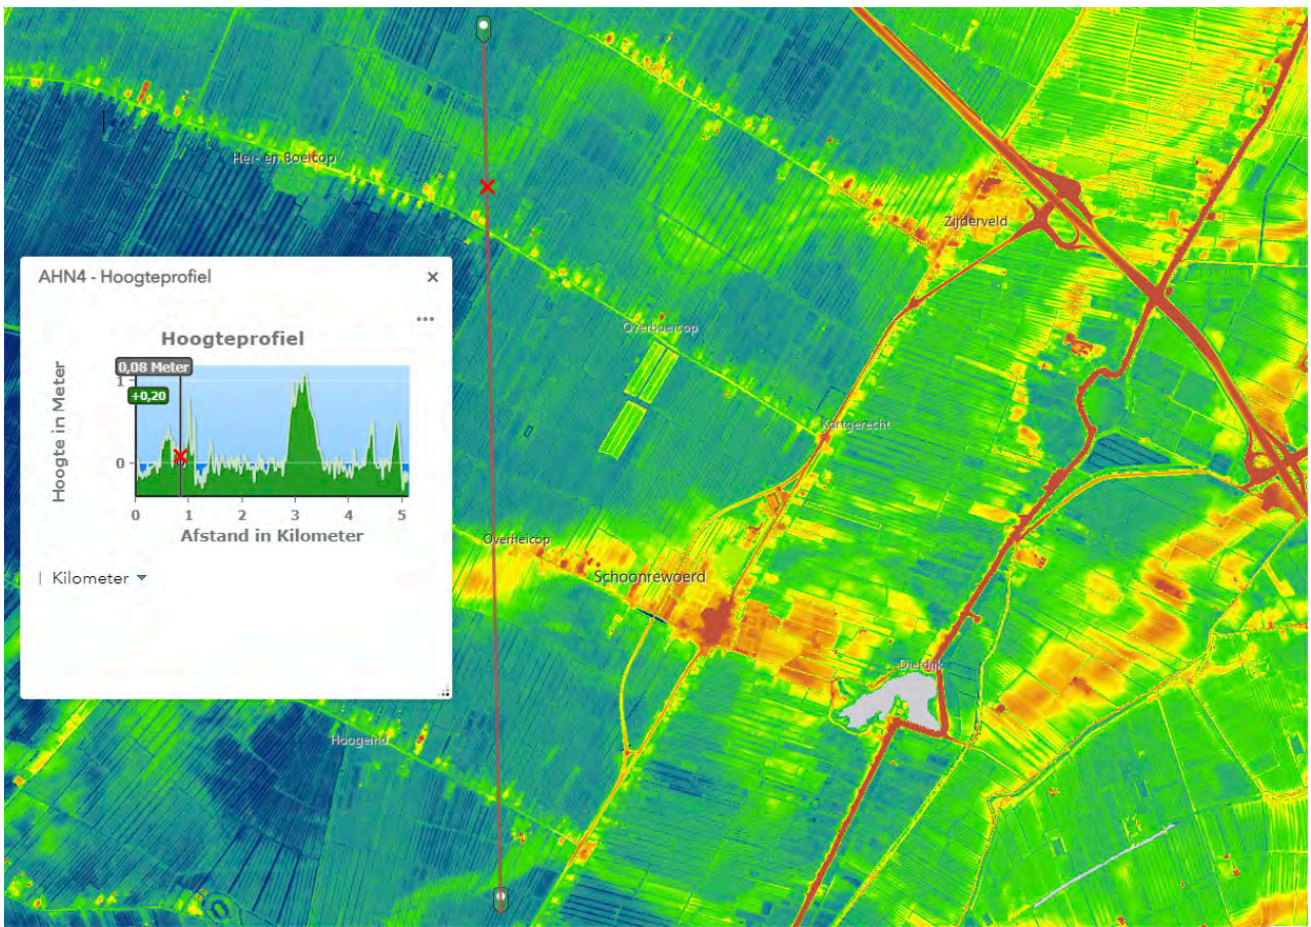 Hei- en Boeicop
Zijderveld
AHN4 - Hoogteprofiel
Hoogteprofiel
0,08 Meter
+0,20
1
0
Hoogte in Meter
0 1 2 3 4 5
Afstand in Kilometer
| Kilometer
Overboeicop
Kortgerecht
Overheicop
Schoonrewoerd
Diefdijk
Hoogeind